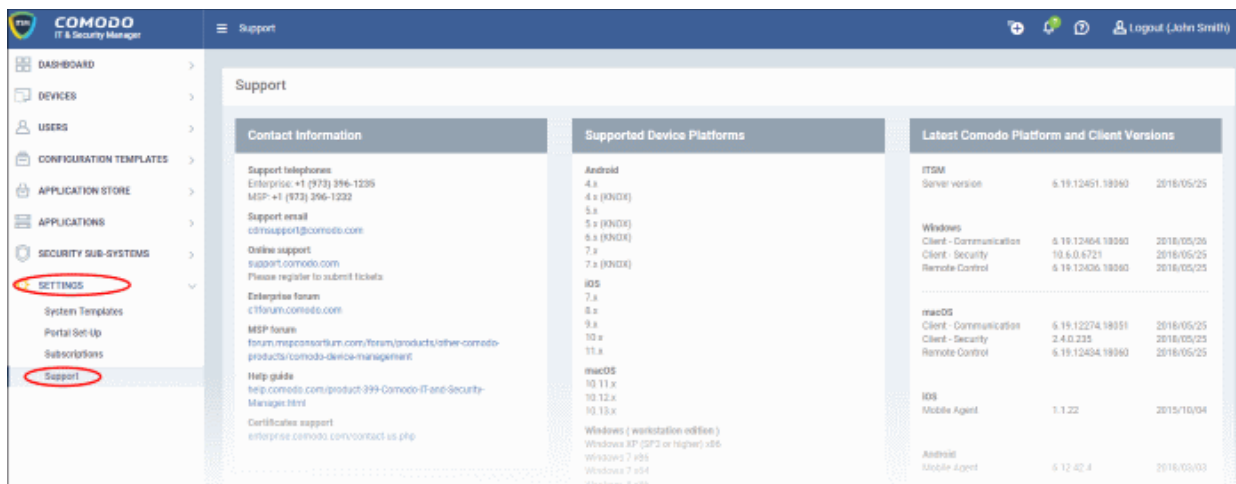 ITSM
COMODO
IT & Security Manager
Support
Logout (John Smith)
DASHBOARD
DEVICES
USERS
CONFIGURATION TEMPLATES
APPLICATION STORE
APPLICATIONS
SECURITY SUB-SYSTEMS
SETTINGS
System Templates
Portal Set-Up
Subscriptions
Support
Support
Contact Information
Support telephones
Enterprise: +1 (973) 396-1235
MSP: +1 (973) 396-1232
Support email
cdmsupport@comodo.com
Online support
support.comodo.com
Please register to submit tickets
Enterprise forum
c1forum.comodo.com
MSP forum
forum.mspconsortium.com/forum/products/other-comodo-
products/comodo-device-management
Help guide
help.comodo.com/product-399-Comodo-IT-and-Security-
Manager.html
Certificates support
enterprise.comodo.com/contact-us.php
Supported Device Platforms
Android
4.x
4.x (KNOX)
5.x
5.x (KNOX)
6.x (KNOX)
7.x
7.x (KNOX)
iOS
7.x
8.x
9.x
10.x
11.x
macOS
10.11.x
10.12.x
10.13.x
Windows ( workstation edition )
Windows XP (SP3 or higher) x86
Windows 7 x86
Windows 7 x64
Latest Comodo Platform and Client Versions
ITSM
Server version 6.19.12451.18060 2018/05/25
Windows
Client - Communication 6.19.12464.18060 2018/05/26
Client - Security 10.6.0.6721 2018/05/25
Remote Control 6.19.12436.18060 2018/05/25
macOS
Client - Communication 6.19.12274.18051 2018/05/25
Client - Security 2.4.0.235 2018/05/25
Remote Control 6.19.12434.18060 2018/05/25
iOS
Mobile Agent 1.1.22 2015/10/04
Android
Mobile Agent 6.12.42.4 2018/03/03